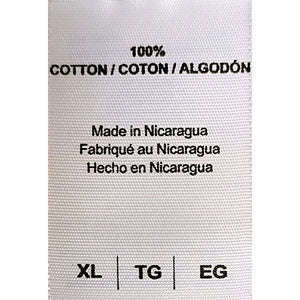 100%
COTTON / COTON / ALGODÓN
Made in Nicaragua
Fabriqué au Nicaragua
Hecho en Nicaragua
XL | TG | EG